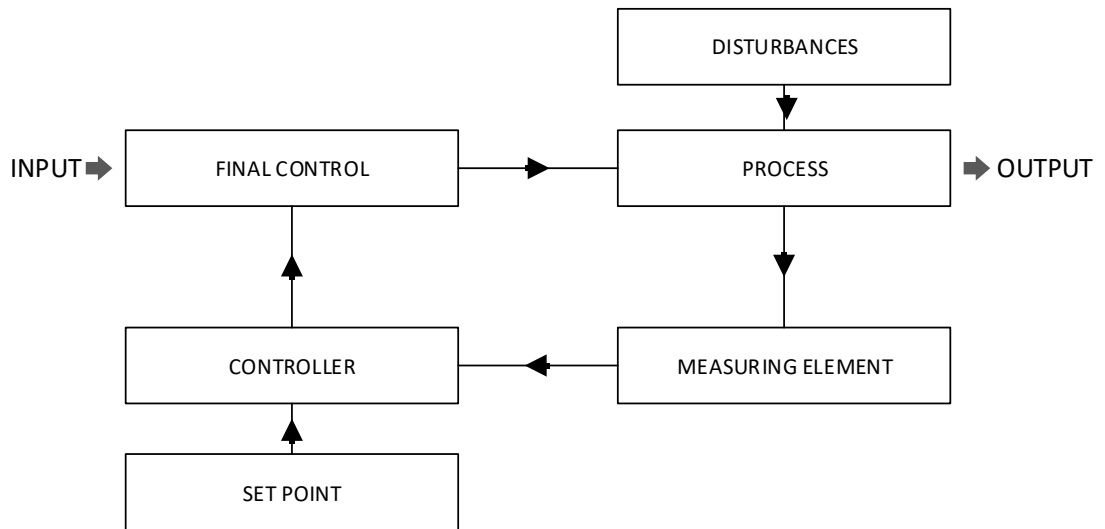 DISTURBANCES
INPUT
FINAL CONTROL
PROCESS
OUTPUT
CONTROLLER
MEASURING ELEMENT
SET POINT